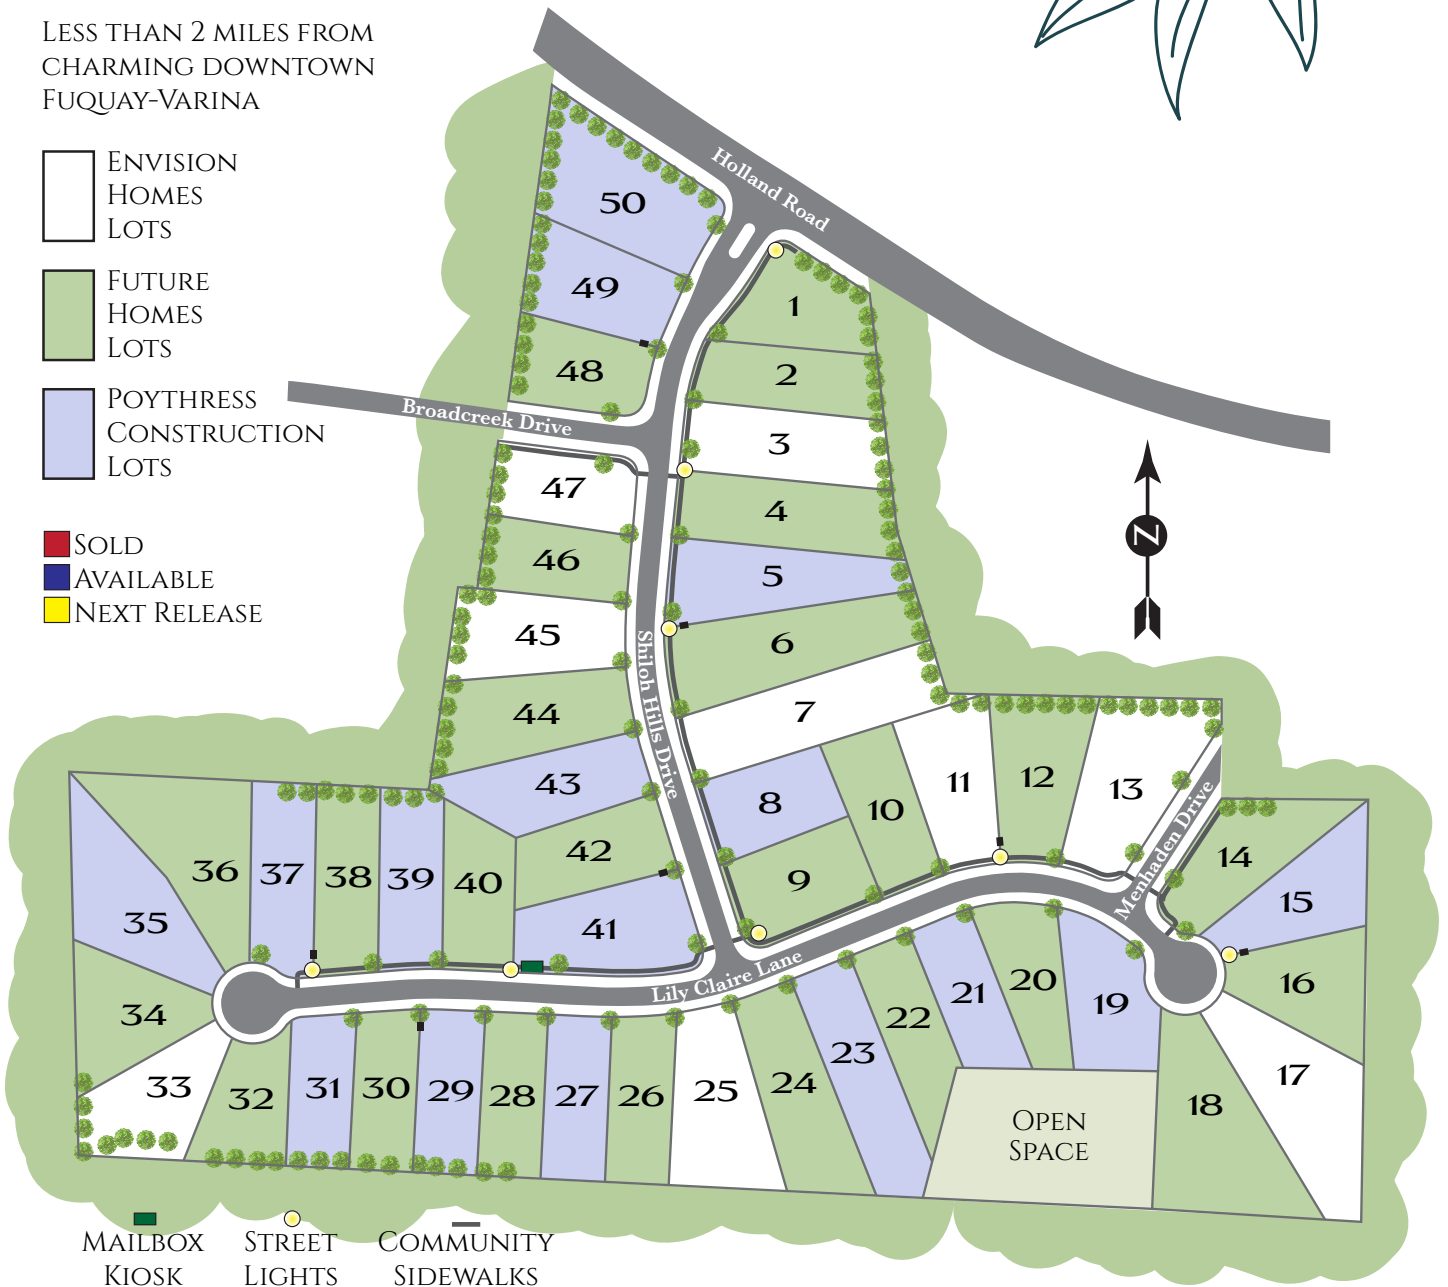 LESS THAN 2 MILES FROM
CHARMING DOWNTOWN
FUQUAY-VARINA
ENVISION
HOMES
LOTS
FUTURE
HOMES
LOTS
POYTHRESS
CONSTRUCTION
LOTS
SOLD
AVAILABLE
NEXT RELEASE
Holland Road
Broadcreek Drive
Shiloh Hills Drive
Menhaden Drive
Lily Claire Lane
N
50
49
48
1
2
3
4
5
6
7
47
46
45
44
43
42
41
8
9
10
11
12
13
14
15
16
17
18
36
37
38
39
40
35
34
33
32
31
30
29
28
27
26
25
24
23
22
21
20
19
OPEN
SPACE
MAILBOX
KIOSK
STREET
LIGHTS
COMMUNITY
SIDEWALKS